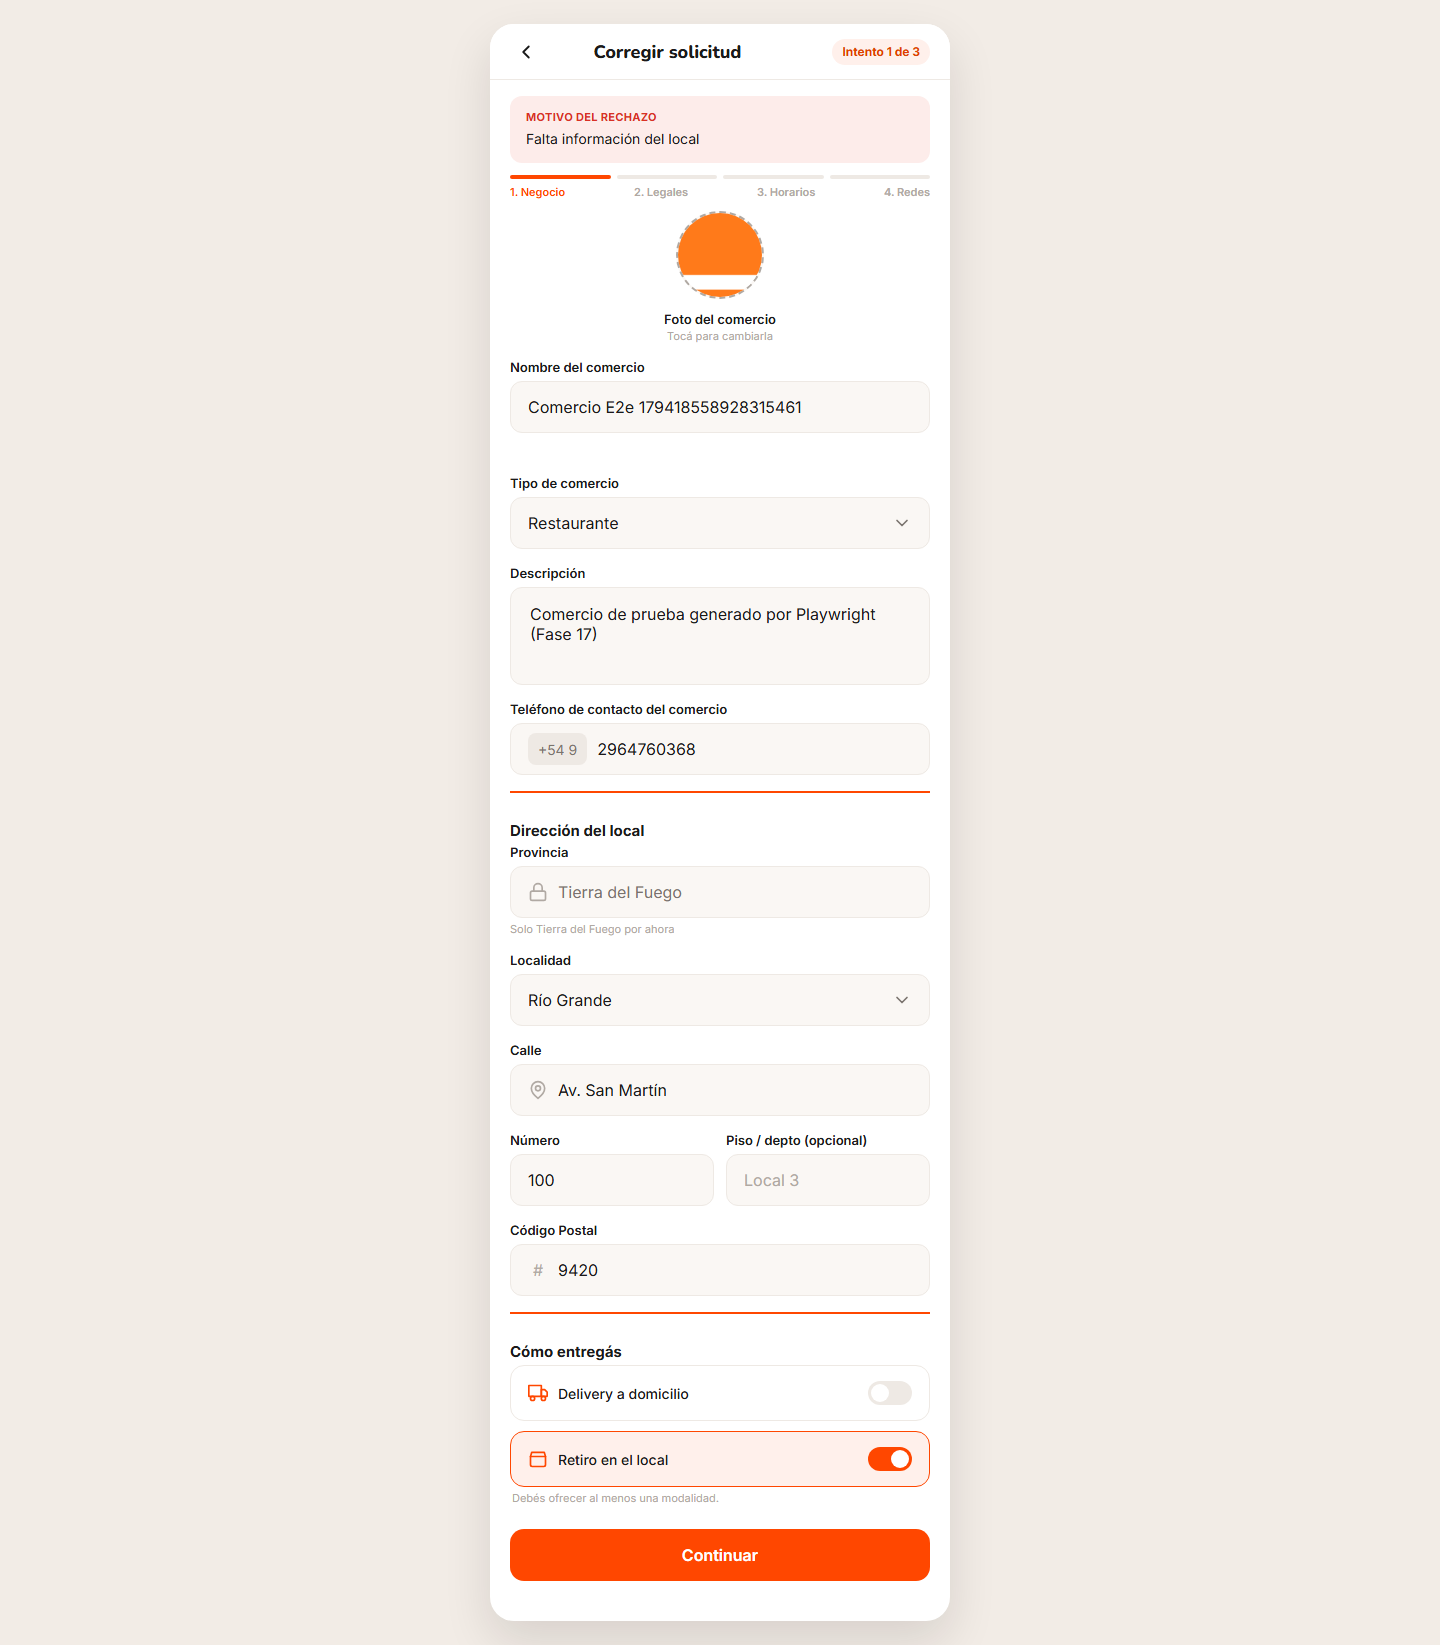 Corregir solicitud
Intento 1 de 3
MOTIVO DEL RECHAZO
Falta información del local
1. Negocio
2. Legales
3. Horarios
4. Redes
Foto del comercio
Tocá para cambiarla
Nombre del comercio
Comercio E2e 179418558928315461
Tipo de comercio
Restaurante
Descripción
Comercio de prueba generado por Playwright
(Fase 17)
Teléfono de contacto del comercio
+54 9 2964760368
Dirección del local
Provincia
Tierra del Fuego
Solo Tierra del Fuego por ahora
Localidad
Río Grande
Calle
Av. San Martín
Número
Piso / depto (opcional)
100
Local 3
Código Postal
# 9420
Cómo entregás
Delivery a domicilio
Retiro en el local
Debés ofrecer al menos una modalidad.
Continuar